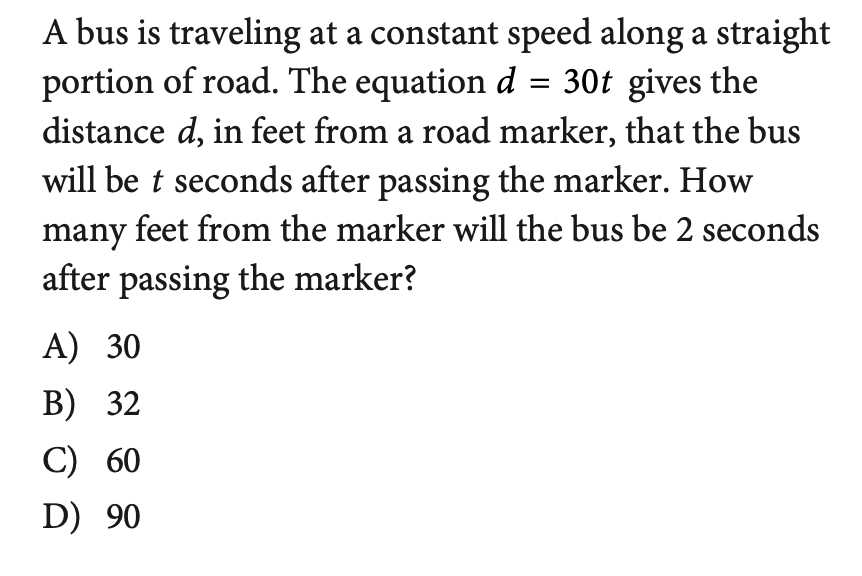 A bus is traveling at a constant speed along a straight
portion of road. The equation d = 30t gives the
distance d, in feet from a road marker, that the bus
will be t seconds after passing the marker. How
many feet from the marker will the bus be 2 seconds
after passing the marker?
A) 30
B) 32
C) 60
D) 90